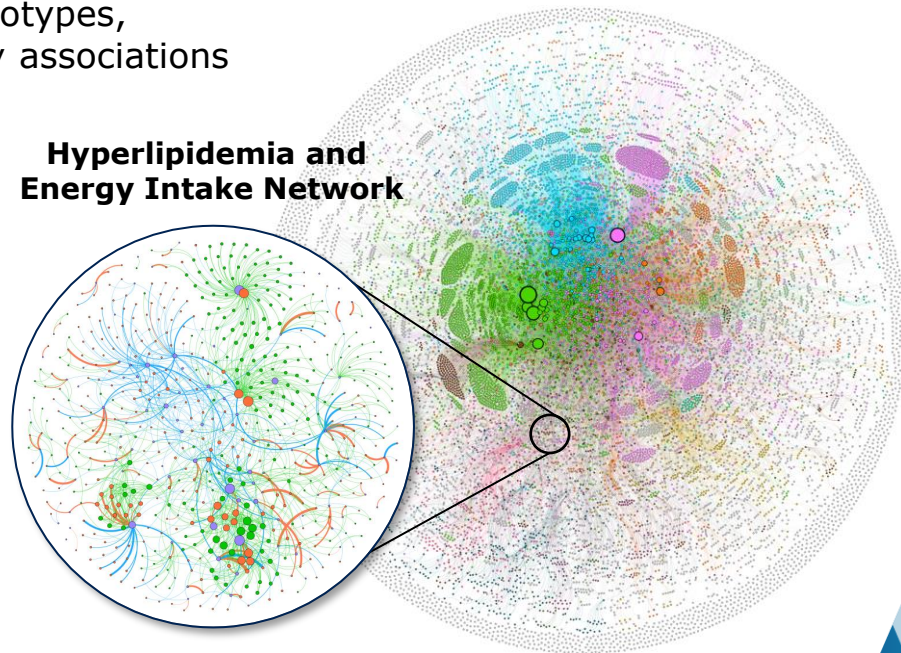 otypes,
associations
Hyperlipidemia and
Energy Intake Network